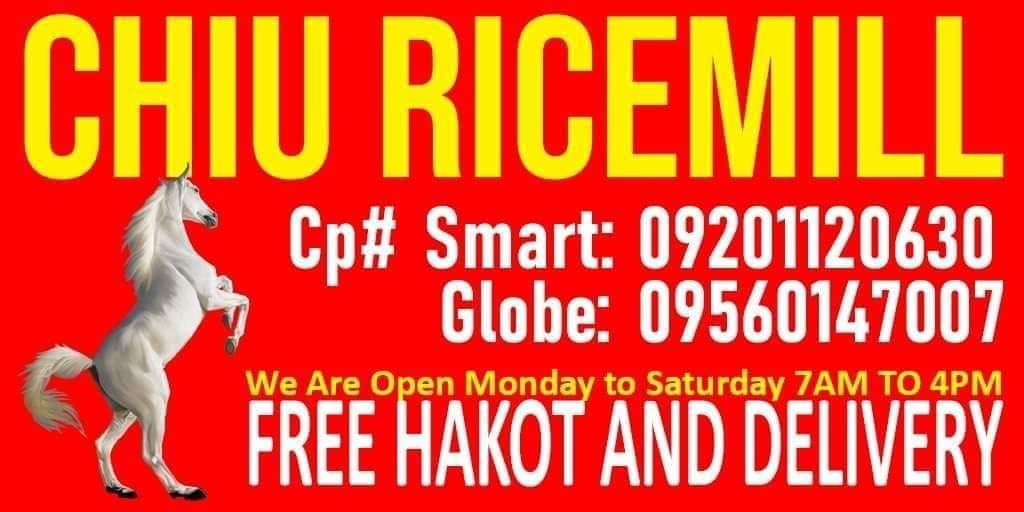 CHIU RICEMILL
Cp# Smart: 09201120630
Globe: 09560147007
We Are Open Monday to Saturday 7AM TO 4PM
FREE HAKOT AND DELIVERY